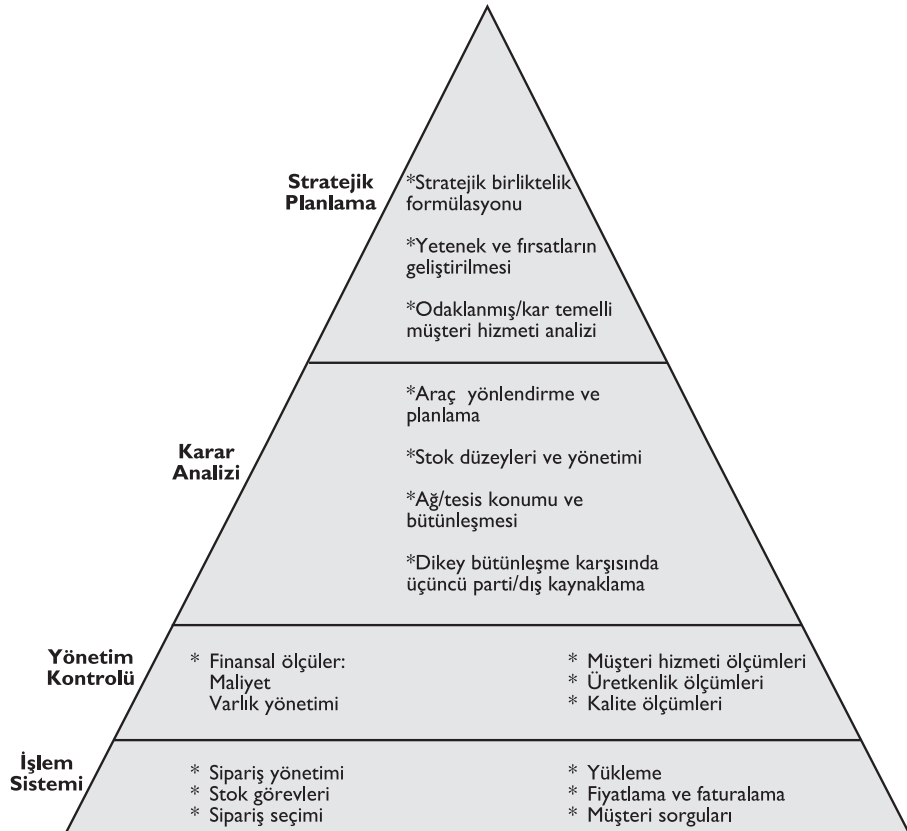 Stratejik
Planlama
*Stratejik birliktelik
formülasyonu
*Yetenek ve fırsatların
geliştirilmesi
*Odaklanmış/kar temelli
müşteri hizmeti analizi
Karar
Analizi
*Araç yönlendirme ve
planlama
*Stok düzeyleri ve yönetimi
*Ağ/tesis konumu ve
bütünleşmesi
*Dikey bütünleşme karşısında
üçüncü parti/dış kaynaklama
Yönetim
Kontrolü
* Finansal ölçüler:
Maliyet
Varlık yönetimi
* Müşteri hizmeti ölçümleri
* Üretkenlik ölçümleri
* Kalite ölçümleri
İşlem
Sistemi
* Sipariş yönetimi
* Stok görevleri
* Sipariş seçimi
* Yükleme
* Fiyatlama ve faturalama
* Müşteri sorguları